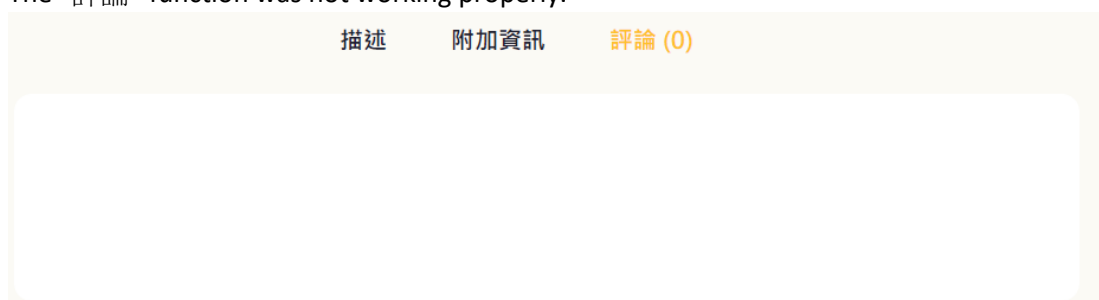 The "評論" function was not working properly.
描述 附加資訊 評論 (0)